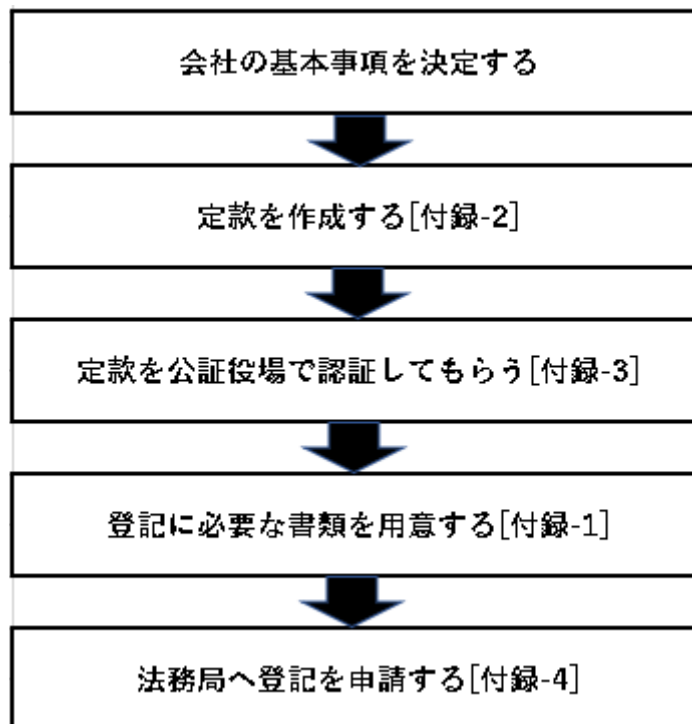 会社の基本事項を決定する
定款を作成する[付録-2]
定款を公証役場で認証してもらう[付録-3]
登記に必要な書類を用意する[付録-1]
法務局へ登記を申請する[付録-4]